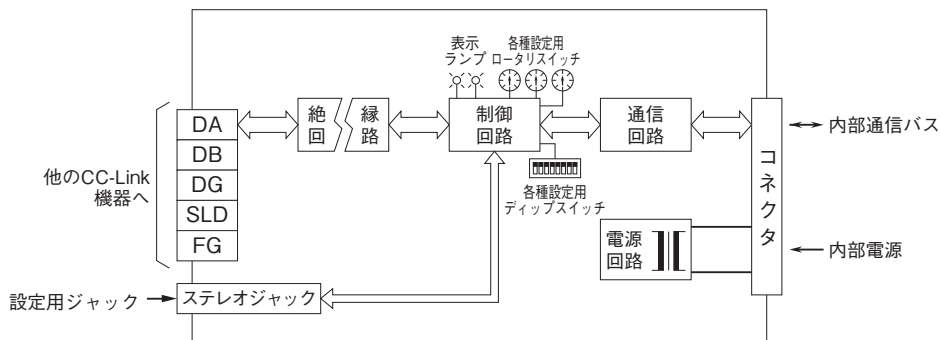 表示
ランプ
各種設定用
ロータリスイッチ
DA
DB
DG
SLD
FG
他のCC-Link
機器へ
絶縁
回路
制御
回路
通信
回路
各種設定用
ディップスイッチ
電源
回路
コネクタ
内部通信バス
内部電源
設定用ジャック
ステレオジャック